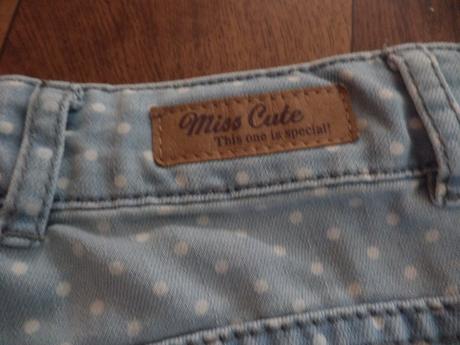 Miss Cute
This one is special!